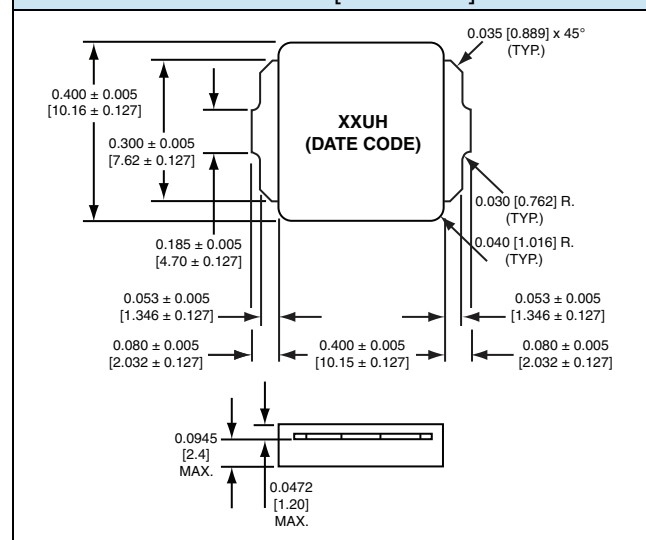 0.035 [0.889] x 45°
(TYP.)
0.400 ± 0.005
[10.16 ± 0.127]
XXUH
(DATE CODE)
0.300 ± 0.005
[7.62 ± 0.127]
0.030 [0.762] R.
(TYP.)
0.185 ± 0.005
[4.70 ± 0.127]
0.040 [1.016] R.
(TYP.)
0.053 ± 0.005
[1.346 ± 0.127]
0.053 ± 0.005
[1.346 ± 0.127]
0.080 ± 0.005
[2.032 ± 0.127]
0.400 ± 0.005
[10.15 ± 0.127]
0.080 ± 0.005
[2.032 ± 0.127]
0.0945
[2.4]
MAX.
0.0472
[1.20]
MAX.